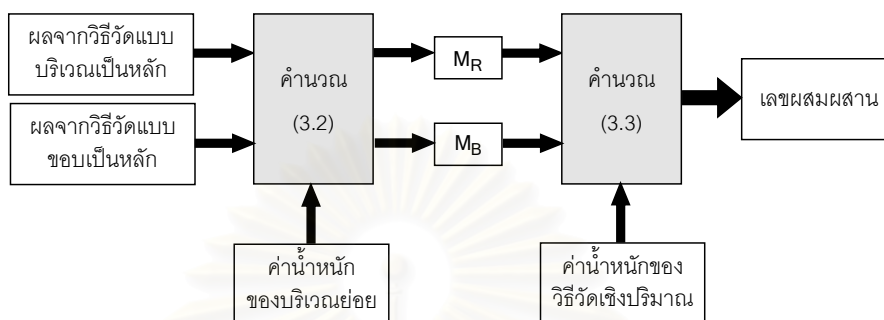 ผลจากวิธีวัดแบบ
บริเวณเป็นหลัก
ผลจากวิธีวัดแบบ
ขอบเป็นหลัก
คำนวณ
(3.2)
M_R
M_B
คำนวณ
(3.3)
เลขผสมผสาน
ค่าน้ำหนัก
ของบริเวณย่อย
ค่าน้ำหนักของ
วิธีวัดเชิงปริมาณ